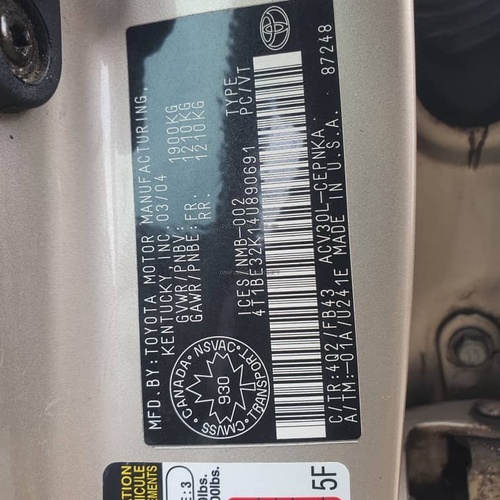 MFD.BY:TOYOTA MOTOR MANUFACTURING,
KENTUCKY,INC. 03/04
GVWR/PNBV: 1900KG
GAWR/PNBE:FR. 1210KG
RR. 1210KG
ICES/NMB-002 TYPE
4T1BE32K14U890691 PC/VT
C/TR:4Q2/FB43 ACV30L-CEPNKA
A/TM:-01A/U241E MADE IN U.S.A. 87248
CANADA • NSVAC •
930
TRANSPORT • CMVSS
5F